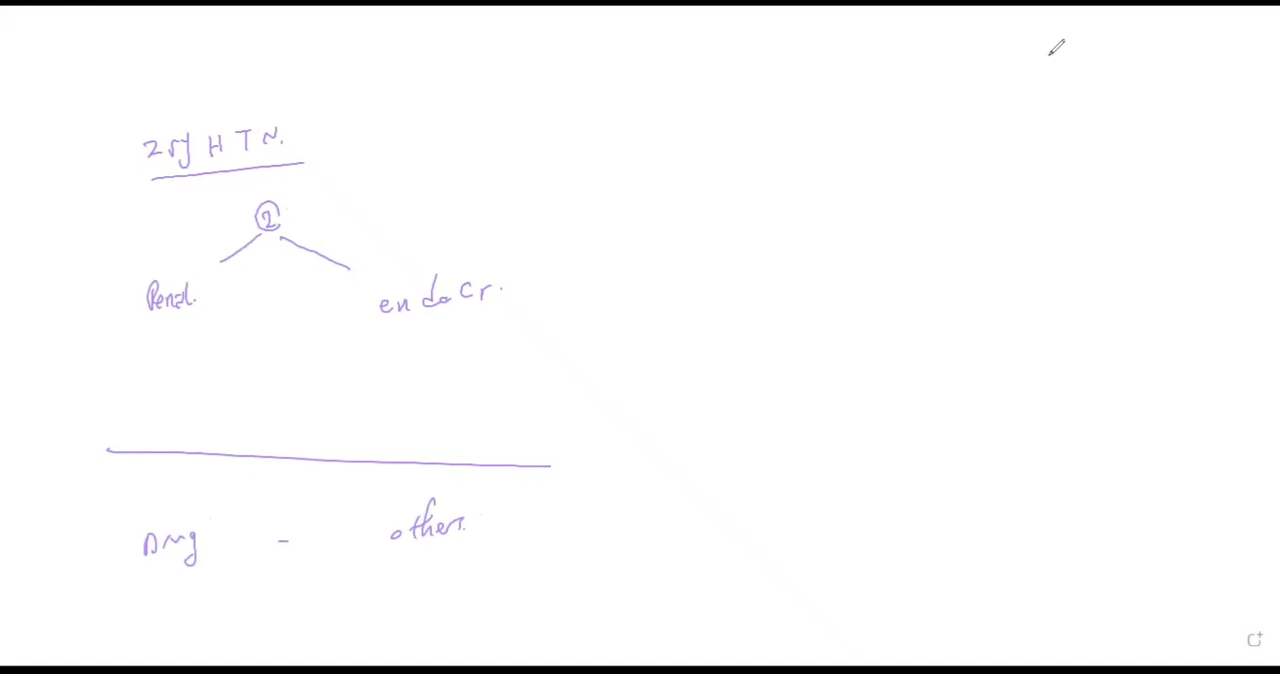 2ry HTN.
2
Renal. endocr.
Drug - others.